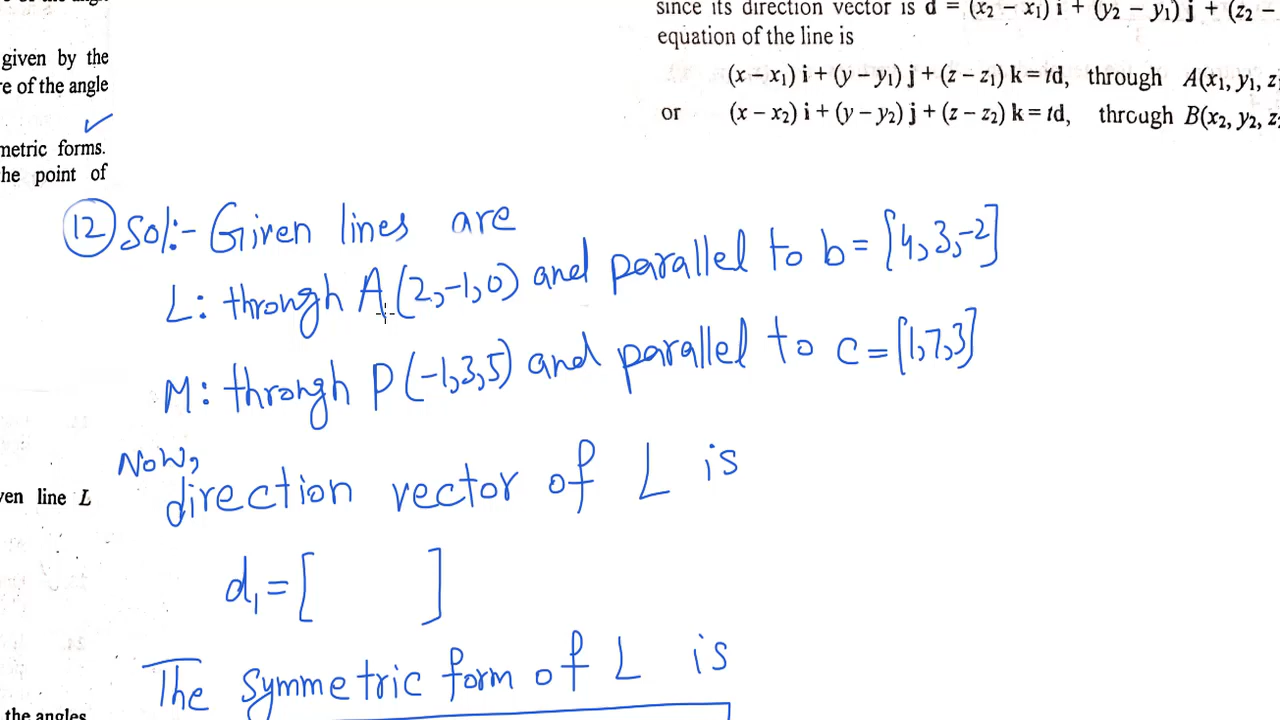 given by the
re of the angle
metric forms.
he point of
since its direction vector is d = (x₂ − x₁) i + (y₂ − y₁) j + (z₂ −
equation of the line is
(x − x₁) i + (y − y₁) j + (z − z₁) k = td, through A(x₁, y₁, z
or (x − x₂) i + (y − y₂) j + (z − z₂) k = td, through B(x₂, y₂, z₂
12 Sol:- Given lines are
L: through A(2,-1,0) and parallel to b = [4,3,-2]
M: through P(-1,3,5) and parallel to c = [1,7,3]
Now,
direction vector of L is
ven line L
d₁ = [ ]
The symmetric form of L is
the angles